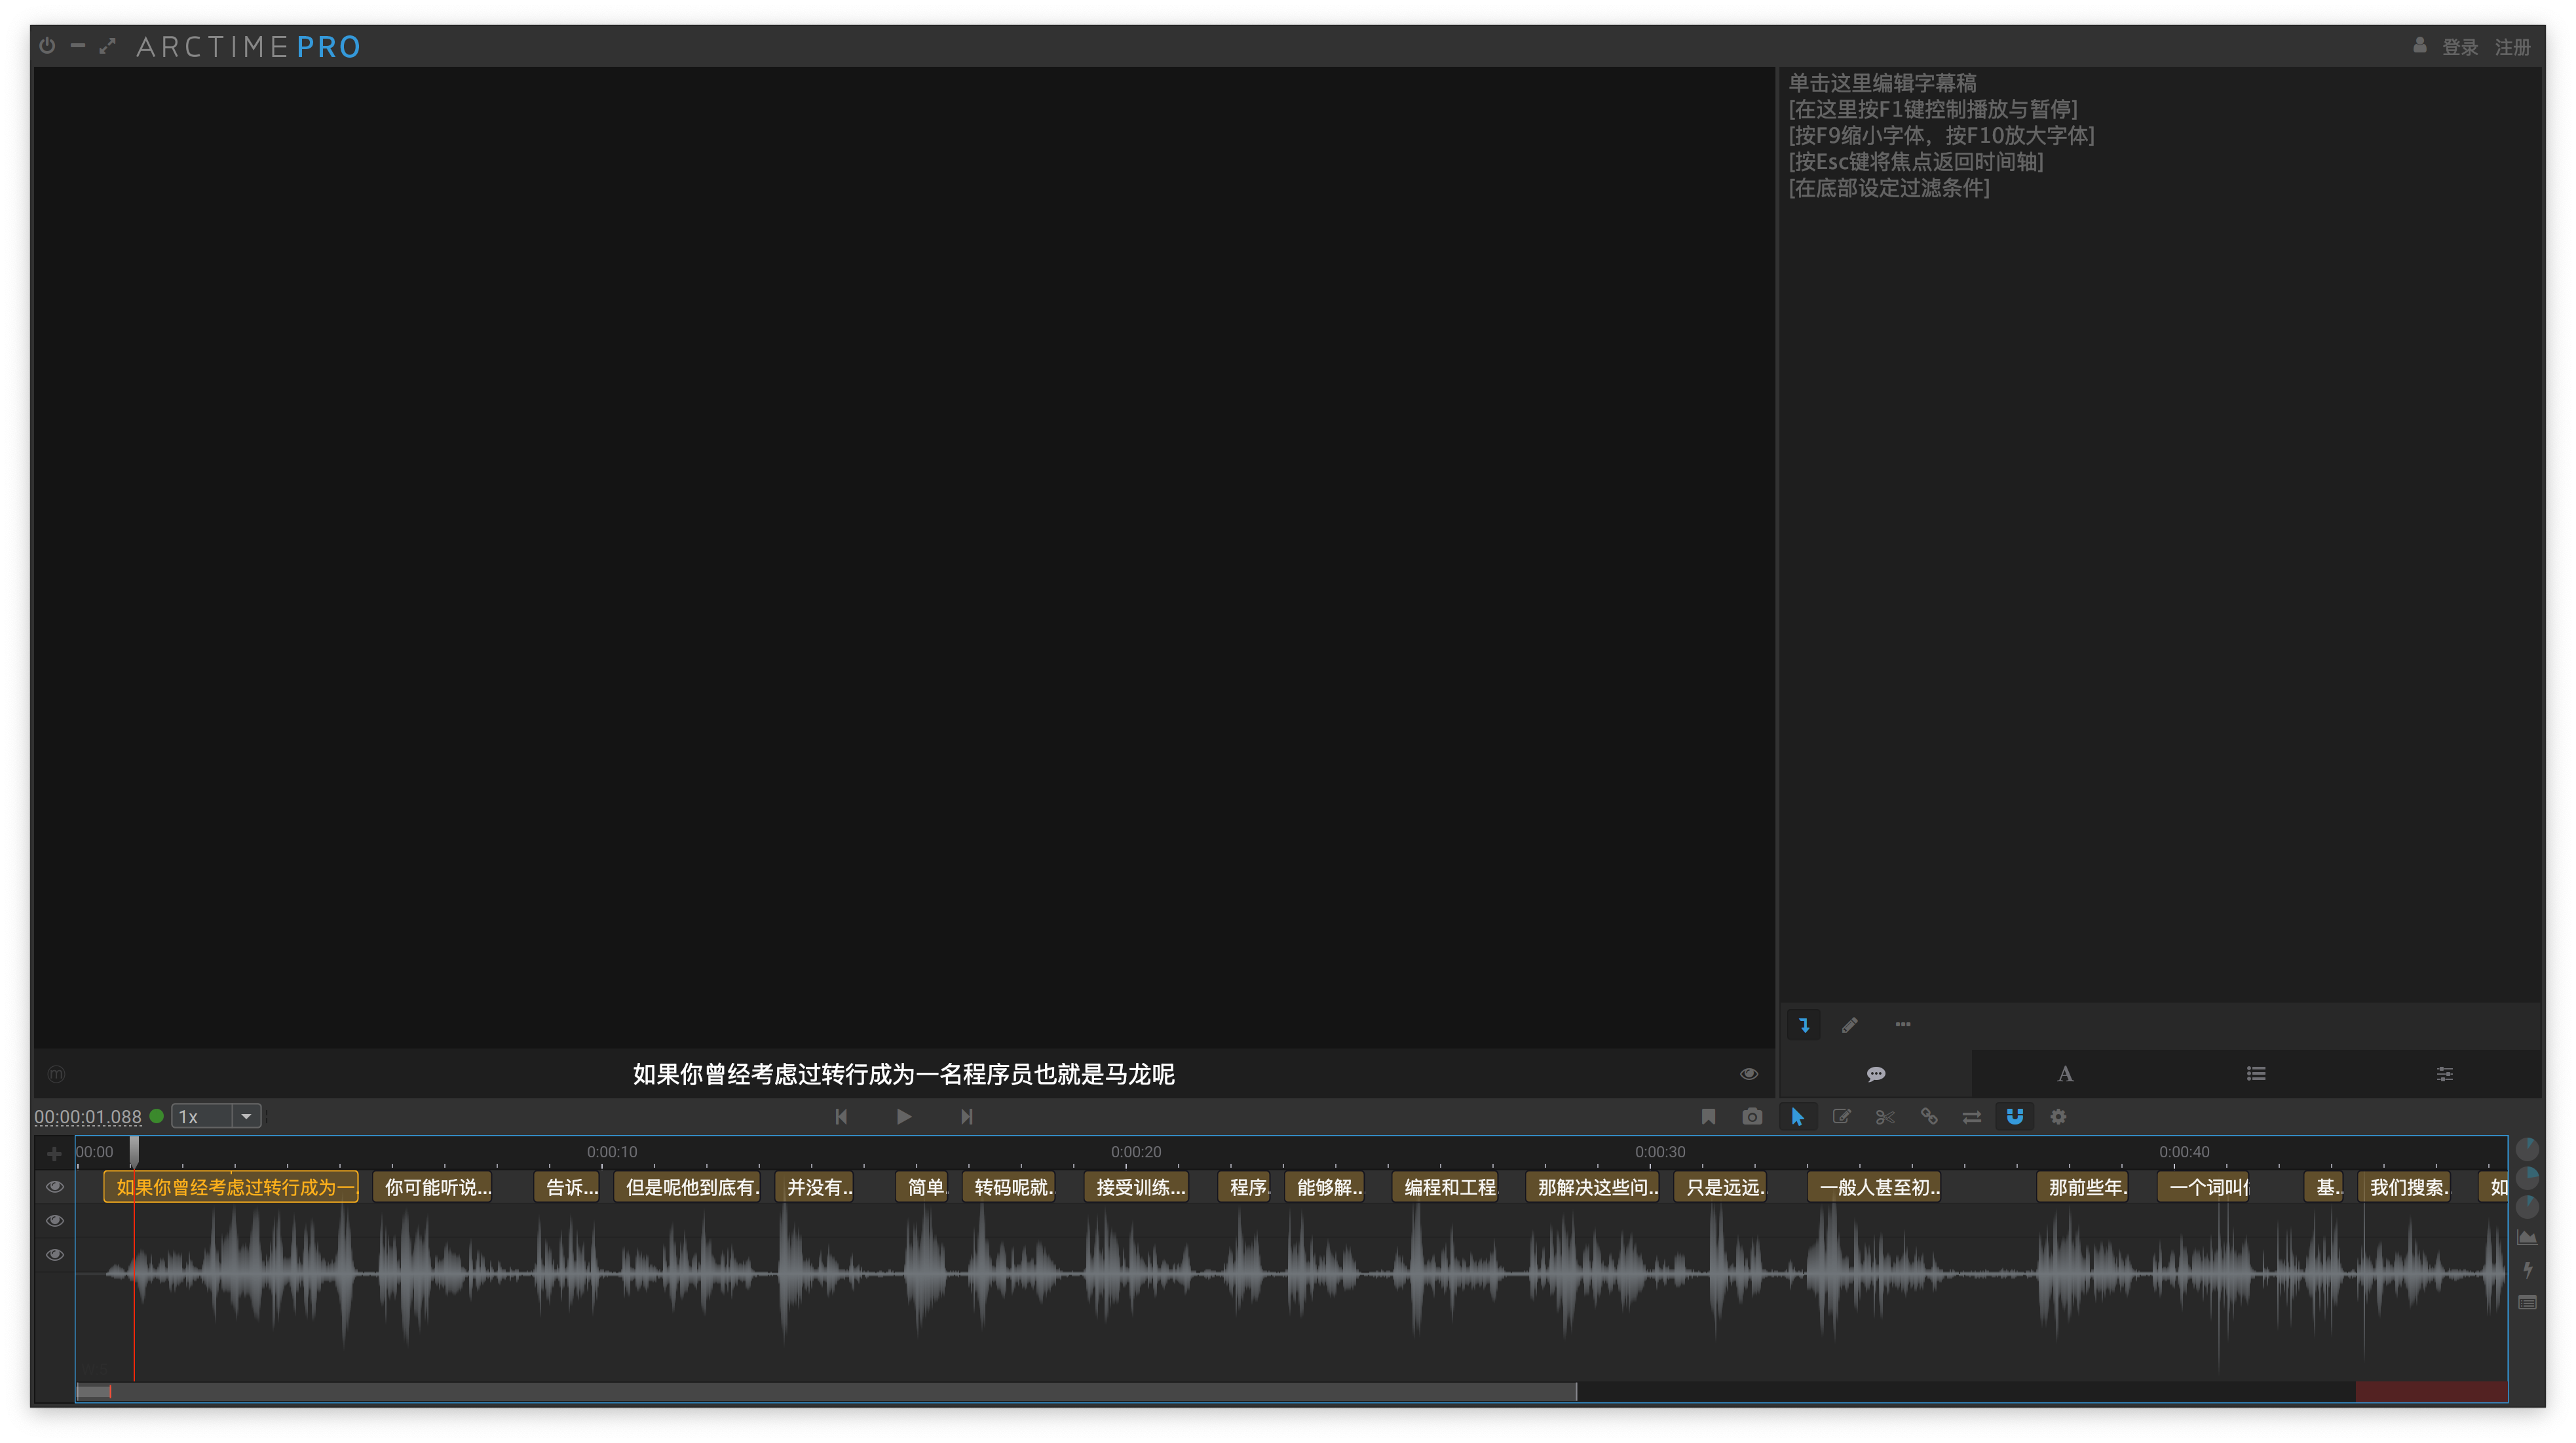 ARCTIME PRO
登录 注册
单击这里编辑字幕稿
[在这里按F1键控制播放与暂停]
[按F9缩小字体，按F10放大字体]
[按Esc键将焦点返回时间轴]
[在底部设定过滤条件]
如果你曾经考虑过转行成为一名程序员也就是马龙呢
00:00:01.088 1x
00:00 0:00:10 0:00:20 0:00:30 0:00:40
如果你曾经考虑过转行成为一. 你可能听说... 告诉... 但是呢他到底有. 并没有.. 简单. 转码呢就. 接受训练... 程序. 能够解.. 编程和工程 那解决这些问.. 只是远远. 一般人甚至初.. 那前些年. 一个词叫 基. 我们搜索. 如